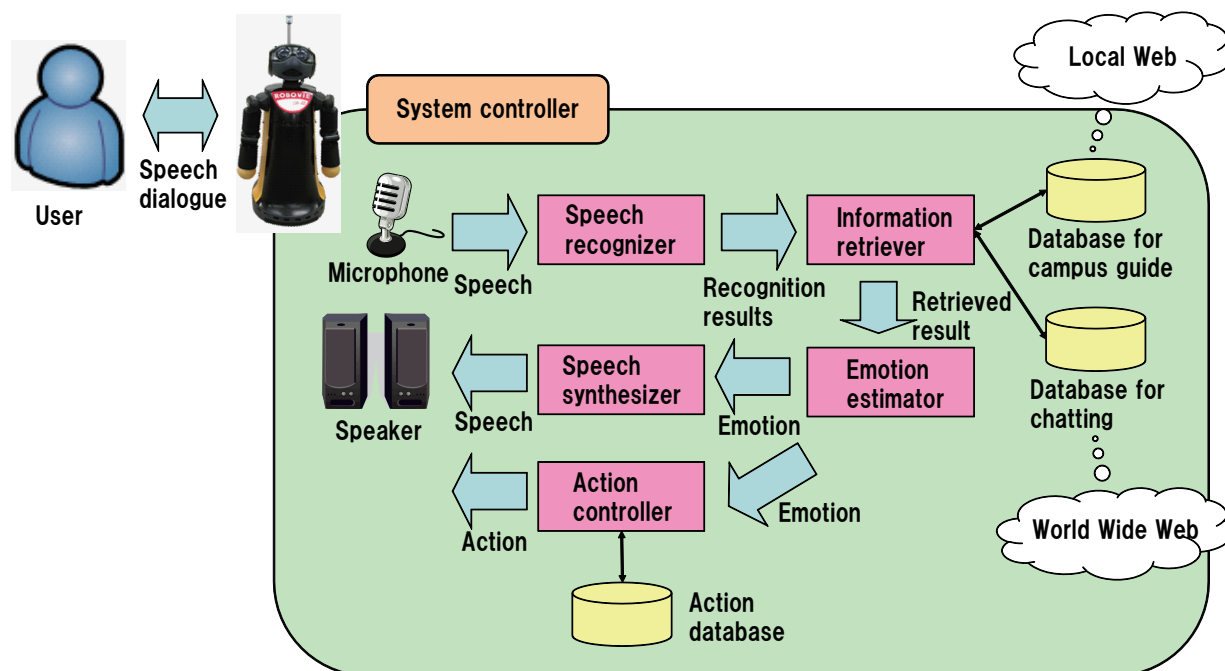 Local Web
System controller
ROBOVIE
Speech
dialogue
User
Microphone
Speech
Speech
recognizer
Recognition
results
Information
retriever
Database for
campus guide
Retrieved
result
Speaker
Speech
Speech
synthesizer
Emotion
Emotion
estimator
Database for
chatting
Action
Action
controller
Emotion
World Wide Web
Action
database